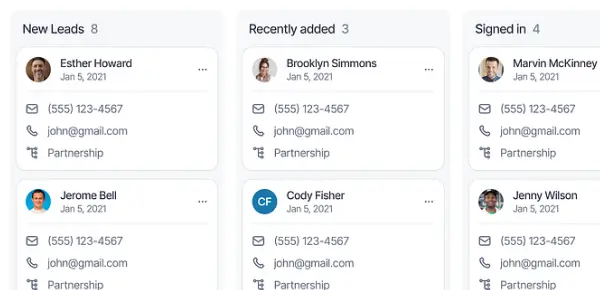 New Leads 8
Esther Howard
Jan 5, 2021
(555) 123-4567
john@gmail.com
Partnership
Jerome Bell
Jan 5, 2021
(555) 123-4567
john@gmail.com
Partnership
Recently added 3
Brooklyn Simmons
Jan 5, 2021
(555) 123-4567
john@gmail.com
Partnership
CF
Cody Fisher
Jan 5, 2021
(555) 123-4567
john@gmail.com
Partnership
Signed in 4
Marvin McKinney
Jan 5, 2021
(555) 123-4567
john@gmail.com
Partnership
Jenny Wilson
Jan 5, 2021
(555) 123-4567
john@gmail.com
Partnership